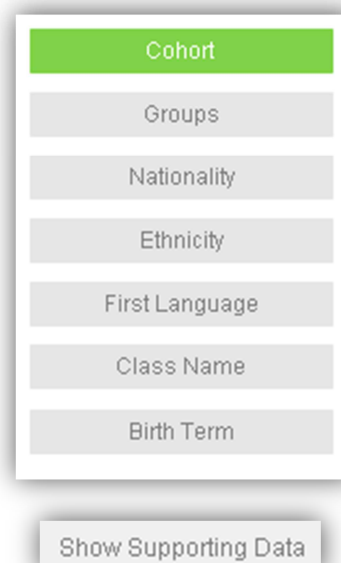 Cohort
Groups
Nationality
Ethnicity
First Language
Class Name
Birth Term
Show Supporting Data